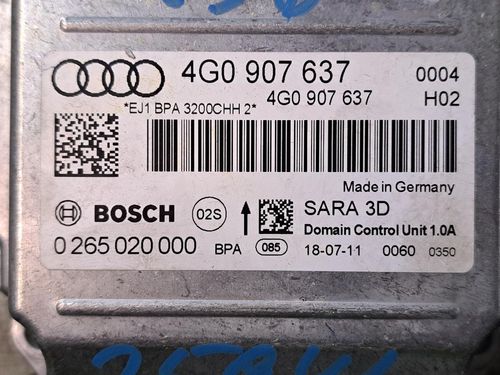 4G0 907 637 0004
*EJ1 BPA 3200CHH 2* 4G0 907 637 H02
Made in Germany
BOSCH 02S SARA 3D
Domain Control Unit 1.0A
0 265 020 000 BPA 085 18-07-11 0060 0350